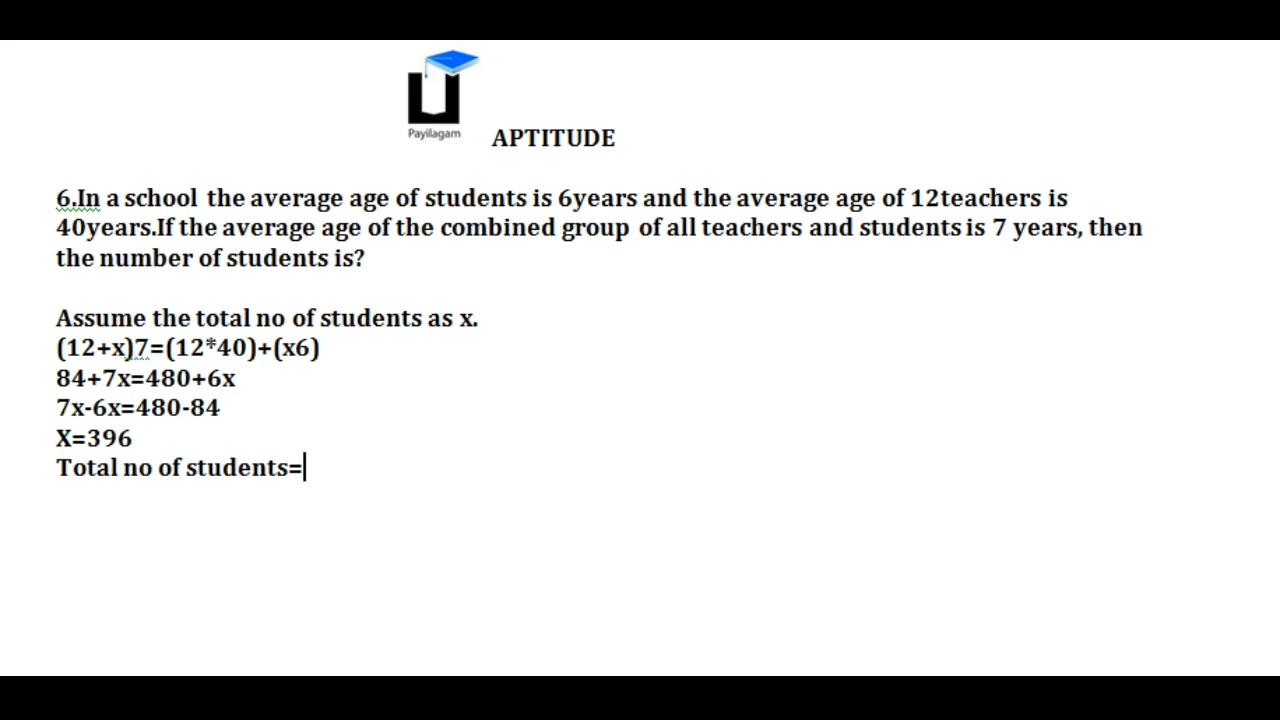 Payilagam
APTITUDE
6.In a school the average age of students is 6years and the average age of 12teachers is
40years.If the average age of the combined group of all teachers and students is 7 years, then
the number of students is?
Assume the total no of students as x.
(12+x)7=(12*40)+(x6)
84+7x=480+6x
7x-6x=480-84
X=396
Total no of students=